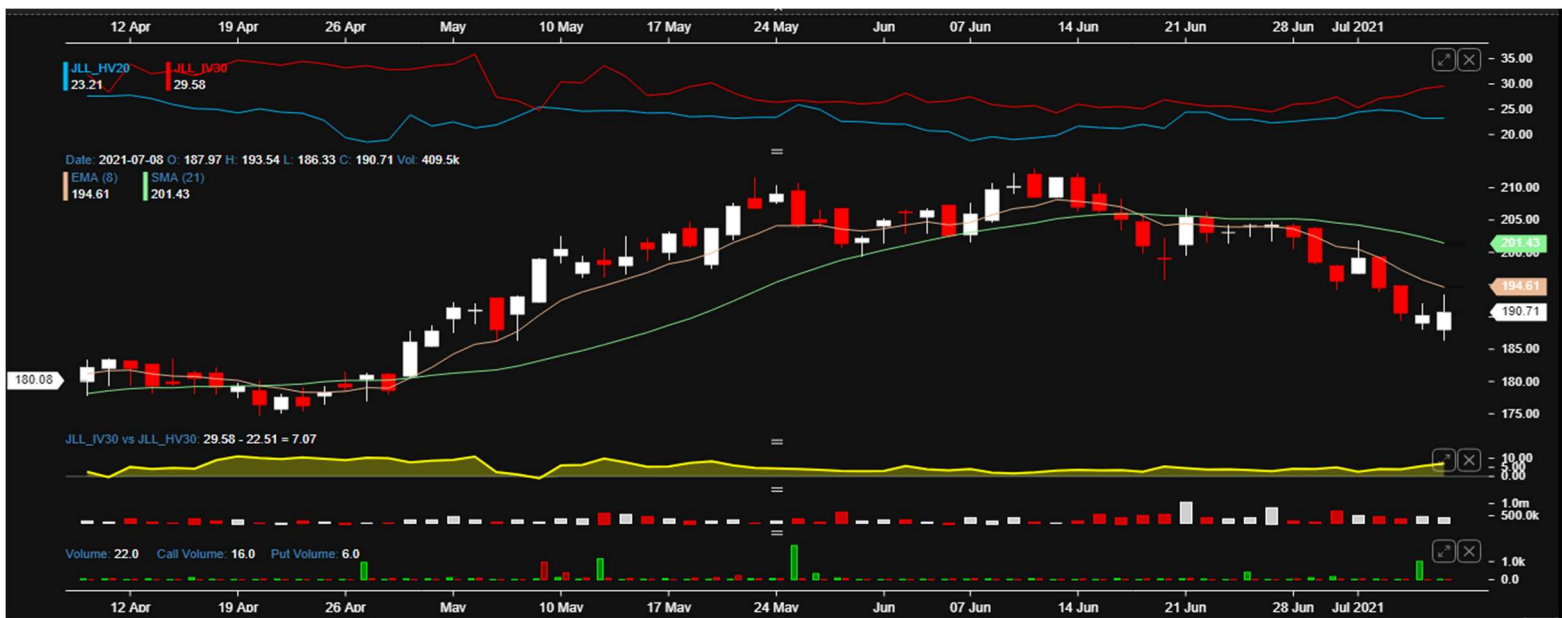 12 Apr 19 Apr 26 Apr May 10 May 17 May 24 May Jun 07 Jun 14 Jun 21 Jun 28 Jun Jul 2021
JLL_HV20 JLL_IV30
23.21 29.58
35.00
30.00
25.00
20.00
Date: 2021-07-08 O: 187.97 H: 193.54 L: 186.33 C: 190.71 Vol: 409.5k
EMA (8) SMA (21)
194.61 201.43
210.00
205.00
201.43
200.00
194.61
190.71
185.00
180.08
180.00
175.00
JLL_IV30 vs JLL_HV30: 29.58 - 22.51 = 7.07
10.00
5.00
0.00
1.0m
500.0k
Volume: 22.0 Call Volume: 16.0 Put Volume: 6.0
1.0k
0.0
12 Apr 19 Apr 26 Apr May 10 May 17 May 24 May Jun 07 Jun 14 Jun 21 Jun 28 Jun Jul 2021